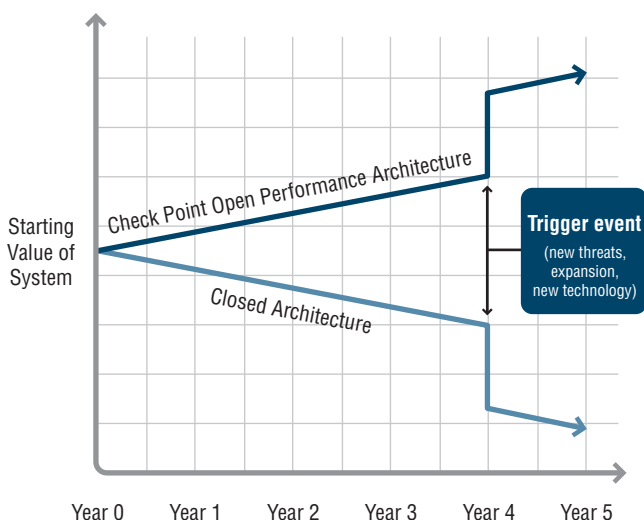 Check Point Open Performance Architecture
Starting
Value of
System
Closed Architecture
Trigger event
(new threats,
expansion,
new technology)
Year 0 Year 1 Year 2 Year 3 Year 4 Year 5